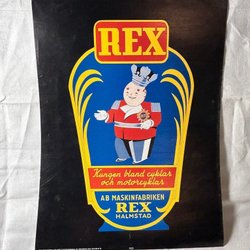 REX
Kungen bland cyklar
och motorcyklar
AB MASKINFABRIKEN
REX
HALMSTAD